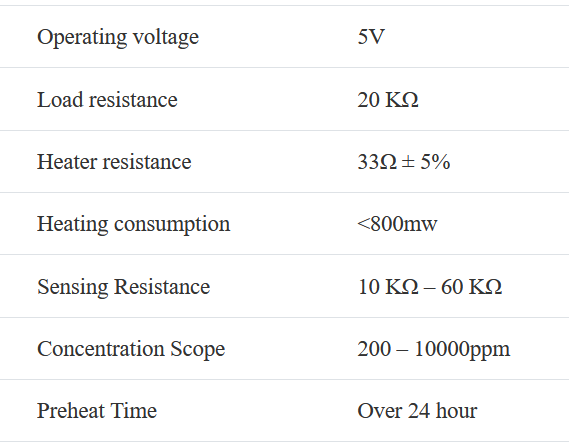 Operating voltage 5V
Load resistance 20 KΩ
Heater resistance 33Ω ± 5%
Heating consumption <800mw
Sensing Resistance 10 KΩ – 60 KΩ
Concentration Scope 200 – 10000ppm
Preheat Time Over 24 hour